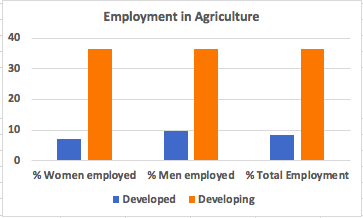 Employment in Agriculture
40
30
20
10
0
% Women employed % Men employed % Total Employment
Developed Developing